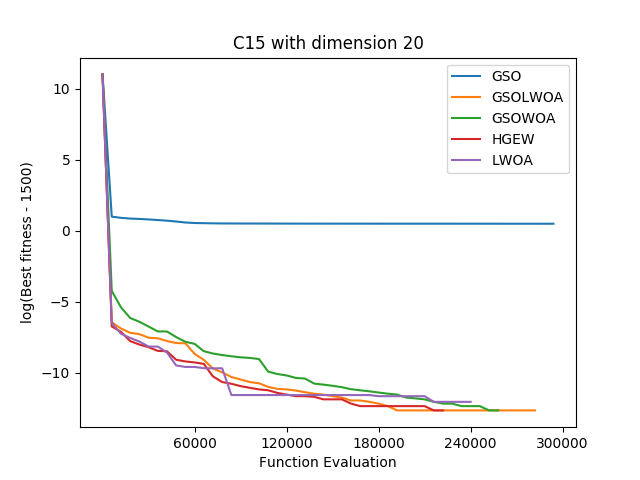 C15 with dimension 20
log(Best fitness - 1500)
10
5
0
−5
−10
GSO
GSOLWOA
GSOWOA
HGEW
LWOA
60000
120000
180000
240000
300000
Function Evaluation